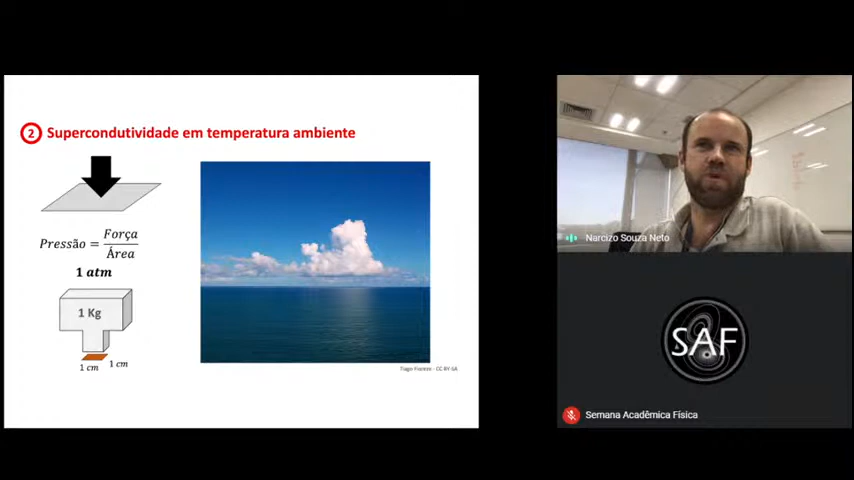 2 Supercondutividade em temperatura ambiente
Pressão = Força / Área
1 atm
1 Kg
1 cm 1 cm
Tiago Fioreze - CC BY-SA
Narcizo Souza Neto
SAF
Semana Acadêmica Física